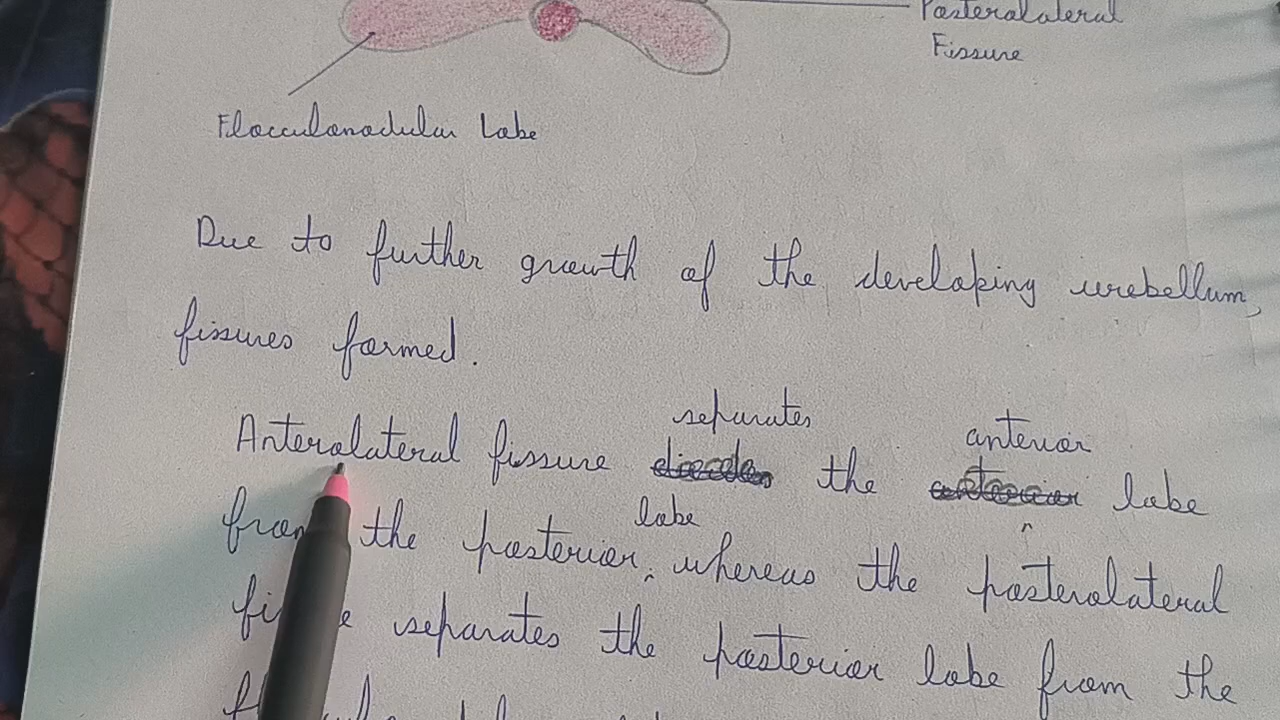 Posterolateral
Fissure
Flocculonodular Lobe
Due to further growth of the developing cerebellum,
fissures formed.
separates anterior
Anterolateral fissure the lobe
lobe
from the posterior, whereas the posterolateral
separates the posterior lobe from the